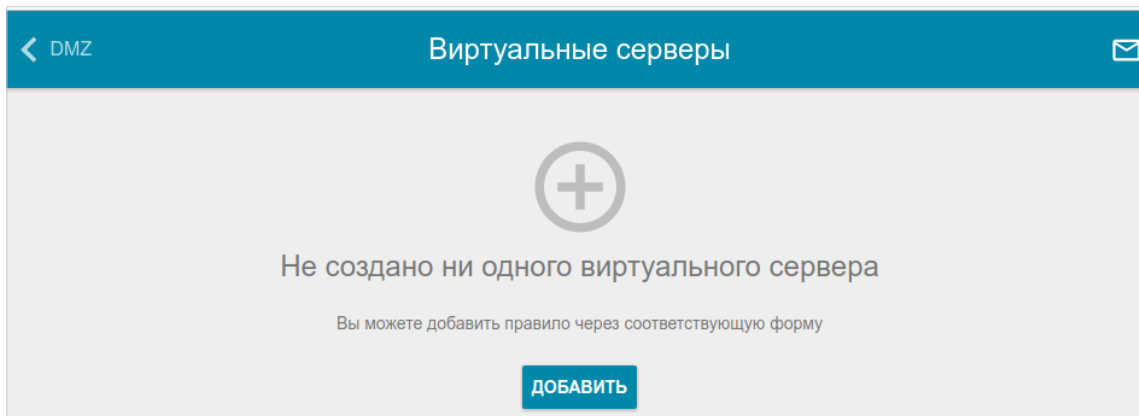 DMZ
Виртуальные серверы
Не создано ни одного виртуального сервера
Вы можете добавить правило через соответствующую форму
ДОБАВИТЬ